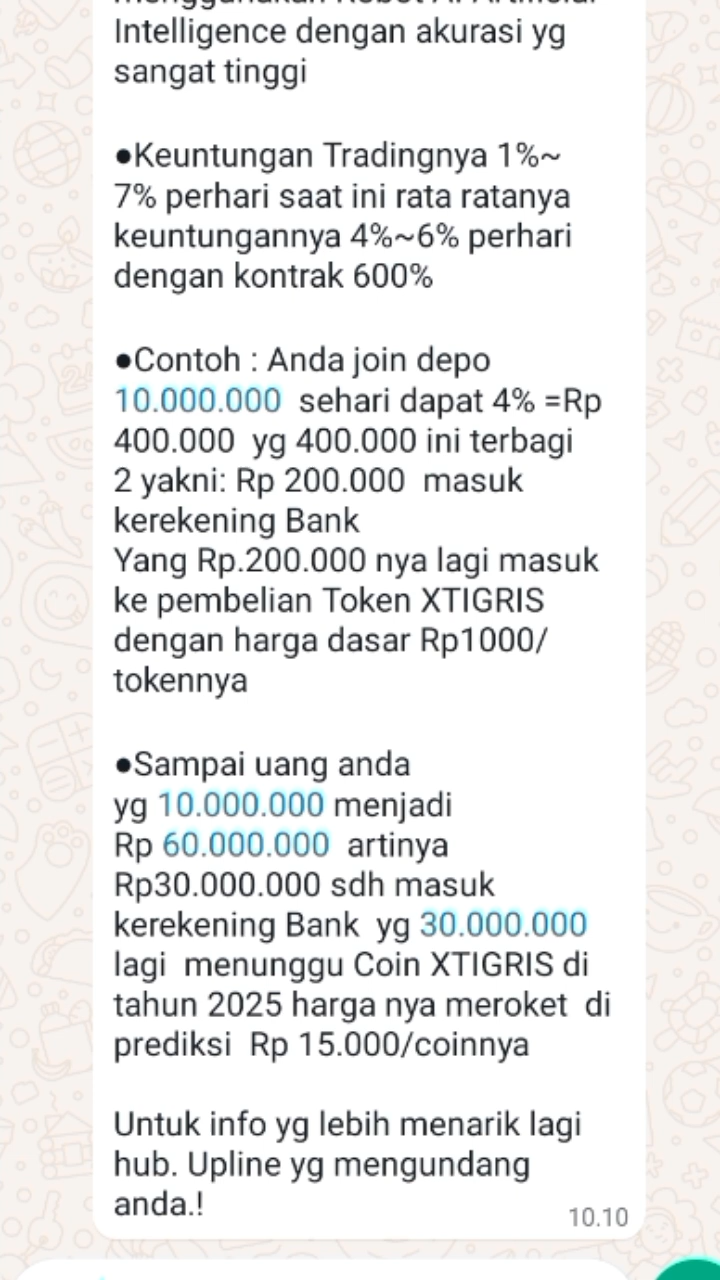 Intelligence dengan akurasi yg
sangat tinggi
●Keuntungan Tradingnya 1%~
7% perhari saat ini rata ratanya
keuntungannya 4%~6% perhari
dengan kontrak 600%
●Contoh : Anda join depo
10.000.000 sehari dapat 4% =Rp
400.000 yg 400.000 ini terbagi
2 yakni: Rp 200.000 masuk
kerekening Bank
Yang Rp.200.000 nya lagi masuk
ke pembelian Token XTIGRIS
dengan harga dasar Rp1000/
tokennya
●Sampai uang anda
yg 10.000.000 menjadi
Rp 60.000.000 artinya
Rp30.000.000 sdh masuk
kerekening Bank yg 30.000.000
lagi menunggu Coin XTIGRIS di
tahun 2025 harga nya meroket di
prediksi Rp 15.000/coinnya
Untuk info yg lebih menarik lagi
hub. Upline yg mengundang
anda.!
10.10